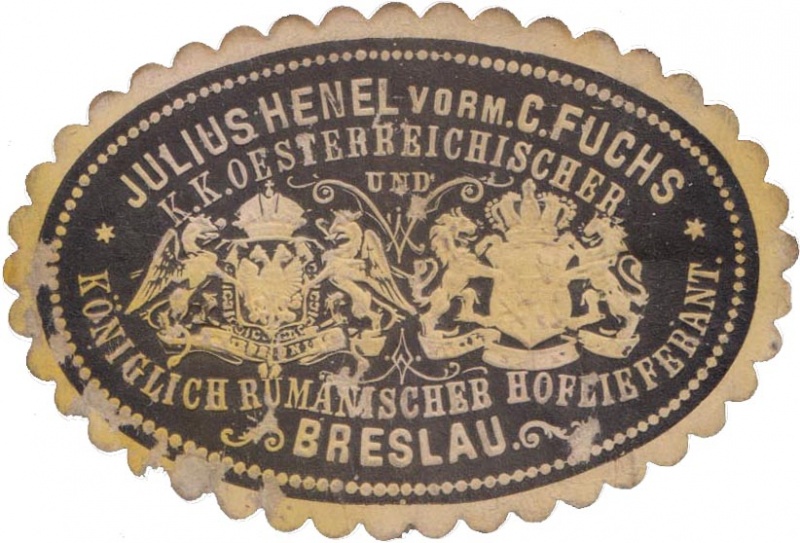 JULIUS HENEL VORM. C. FUCHS
K.K. OESTERREICHISCHER
UND
KÖNIGLICH RUMÄNISCHER HOFLIEFERANT.
BRESLAU.